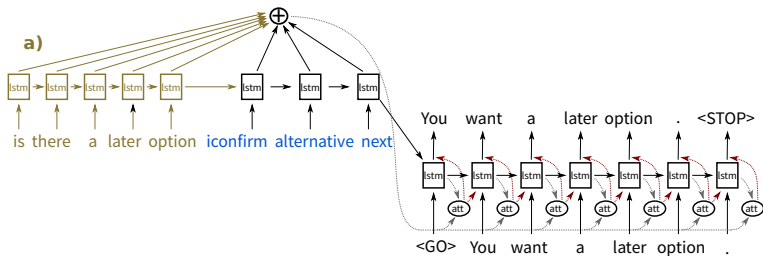 a)
lstm lstm lstm lstm lstm lstm lstm lstm
is there a later option iconfirm alternative next
You want a later option . <STOP>
lstm lstm lstm lstm lstm lstm lstm
att att att att att att att
<GO> You want a later option .